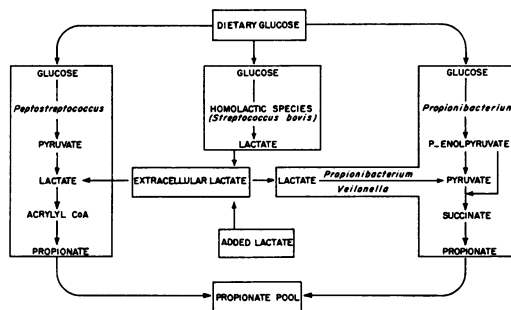 DIETARY GLUCOSE
GLUCOSE
Peptostreptococcus
PYRUVATE
LACTATE
ACRYLYL CoA
PROPIONATE
GLUCOSE
HOMOLACTIC SPECIES
(Streptococcus bovis)
LACTATE
EXTRACELLULAR LACTATE
ADDED LACTATE
GLUCOSE
Propionibacterium
P_ENOLPYRUVATE
LACTATE
Propionibacterium
Veilonella
PYRUVATE
SUCCINATE
PROPIONATE
PROPIONATE POOL